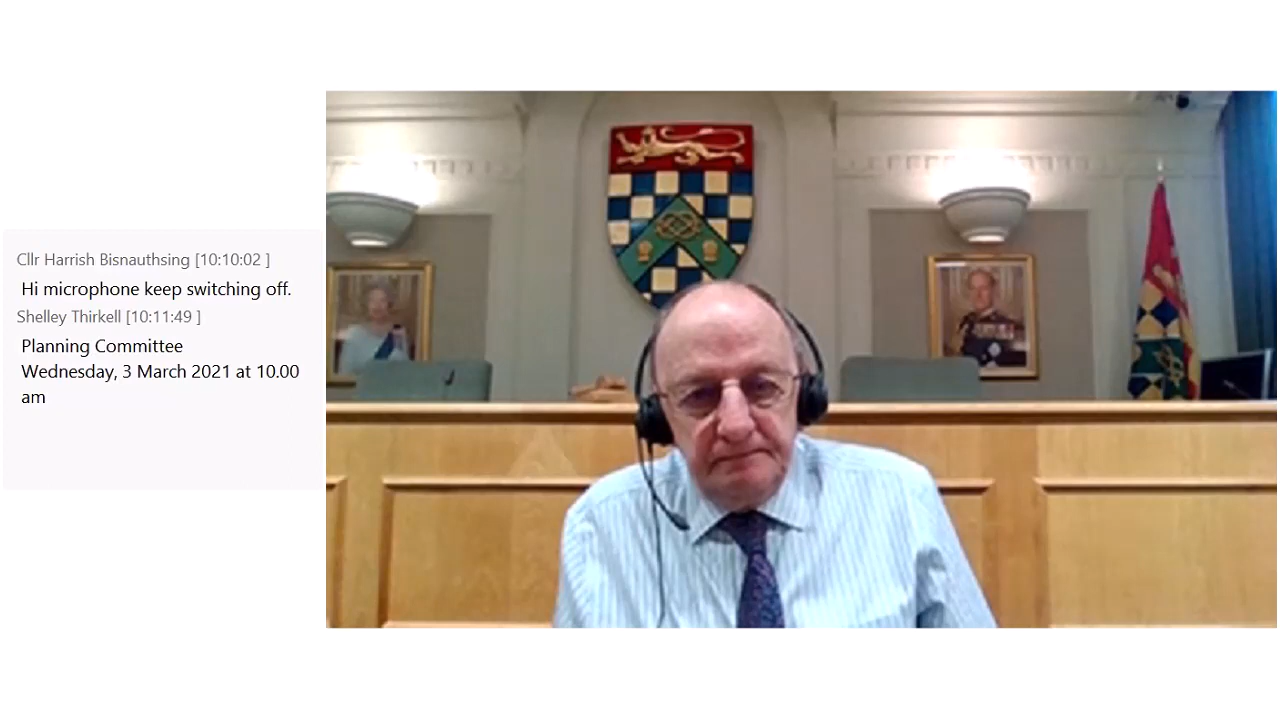 Cllr Harrish Bisnauthsing [10:10:02 ]
Hi microphone keep switching off.
Shelley Thirkell [10:11:49 ]
Planning Committee
Wednesday, 3 March 2021 at 10.00
am